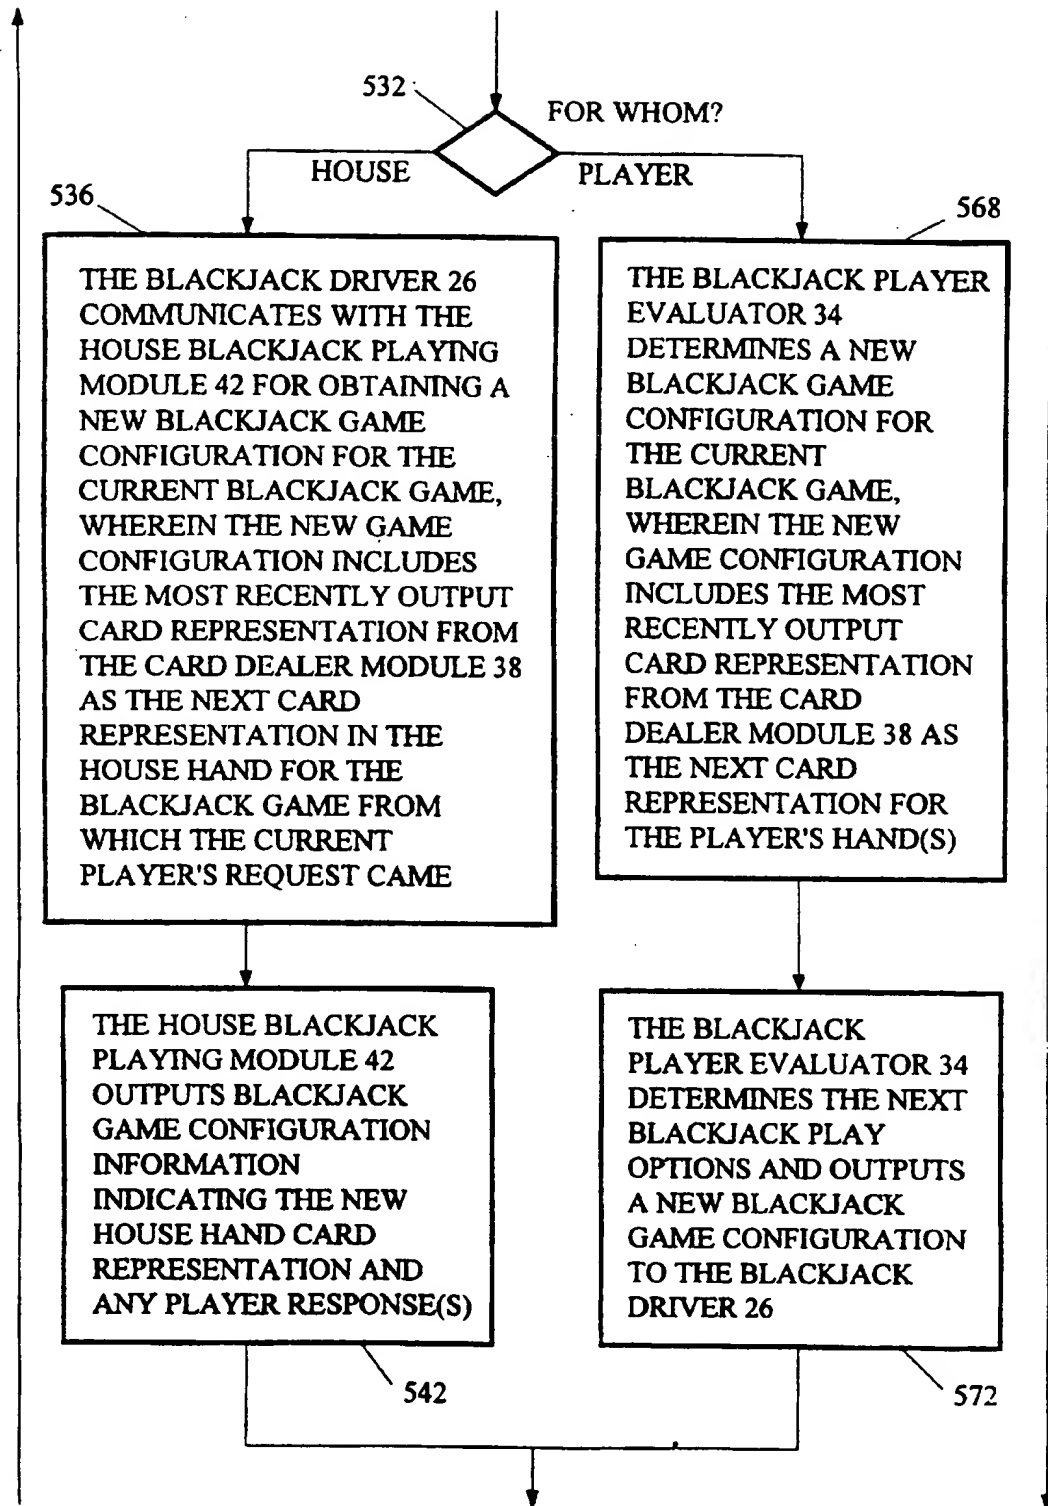 532
FOR WHOM?
HOUSE
PLAYER
536
THE BLACKJACK DRIVER 26
COMMUNICATES WITH THE
HOUSE BLACKJACK PLAYING
MODULE 42 FOR OBTAINING A
NEW BLACKJACK GAME
CONFIGURATION FOR THE
CURRENT BLACKJACK GAME,
WHEREIN THE NEW GAME
CONFIGURATION INCLUDES
THE MOST RECENTLY OUTPUT
CARD REPRESENTATION FROM
THE CARD DEALER MODULE 38
AS THE NEXT CARD
REPRESENTATION IN THE
HOUSE HAND FOR THE
BLACKJACK GAME FROM
WHICH THE CURRENT
PLAYER'S REQUEST CAME
568
THE BLACKJACK PLAYER
EVALUATOR 34
DETERMINES A NEW
BLACKJACK GAME
CONFIGURATION FOR
THE CURRENT
BLACKJACK GAME,
WHEREIN THE NEW
GAME CONFIGURATION
INCLUDES THE MOST
RECENTLY OUTPUT
CARD REPRESENTATION
FROM THE CARD
DEALER MODULE 38 AS
THE NEXT CARD
REPRESENTATION FOR
THE PLAYER'S HAND(S)
THE HOUSE BLACKJACK
PLAYING MODULE 42
OUTPUTS BLACKJACK
GAME CONFIGURATION
INFORMATION
INDICATING THE NEW
HOUSE HAND CARD
REPRESENTATION AND
ANY PLAYER RESPONSE(S)
542
THE BLACKJACK
PLAYER EVALUATOR 34
DETERMINES THE NEXT
BLACKJACK PLAY
OPTIONS AND OUTPUTS
A NEW BLACKJACK
GAME CONFIGURATION
TO THE BLACKJACK
DRIVER 26
572